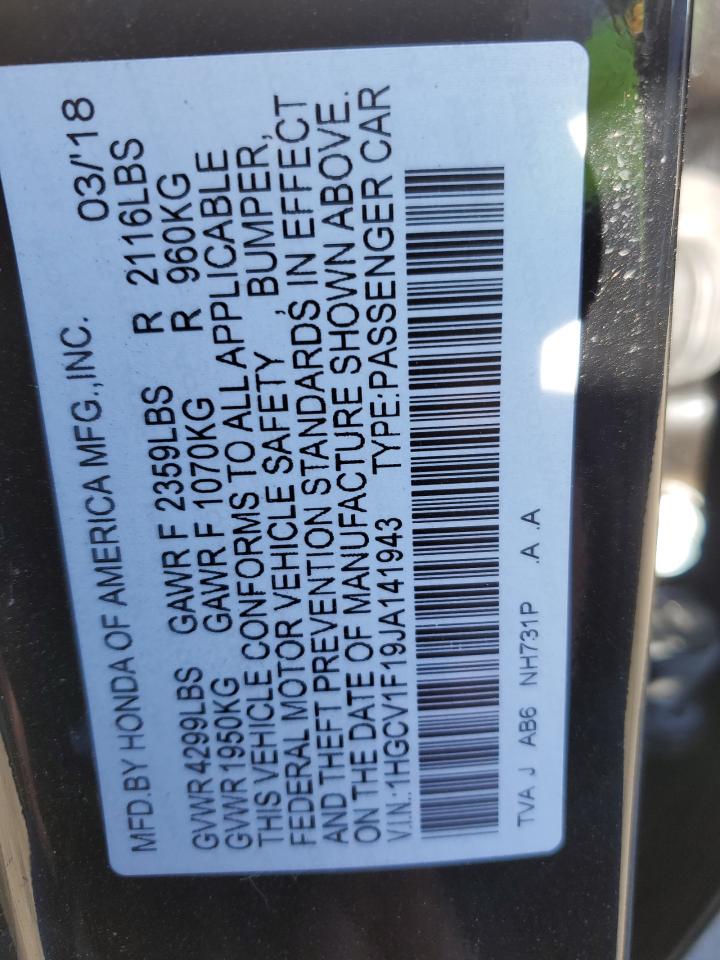 MFD.BY HONDA OF AMERICA MFG.,INC. 03/'18
GVWR 4299LBS GAWR F 2359LBS R 2116LBS
GVWR 1950KG GAWR F 1070KG R 960KG
THIS VEHICLE CONFORMS TO ALL APPLICABLE
FEDERAL MOTOR VEHICLE SAFETY , BUMPER,
AND THEFT PREVENTION STANDARDS IN EFFECT
ON THE DATE OF MANUFACTURE SHOWN ABOVE.
V.I.N.:1HGCV1F19JA141943 TYPE:PASSENGER CAR
TVA J AB6 NH731P .A .A